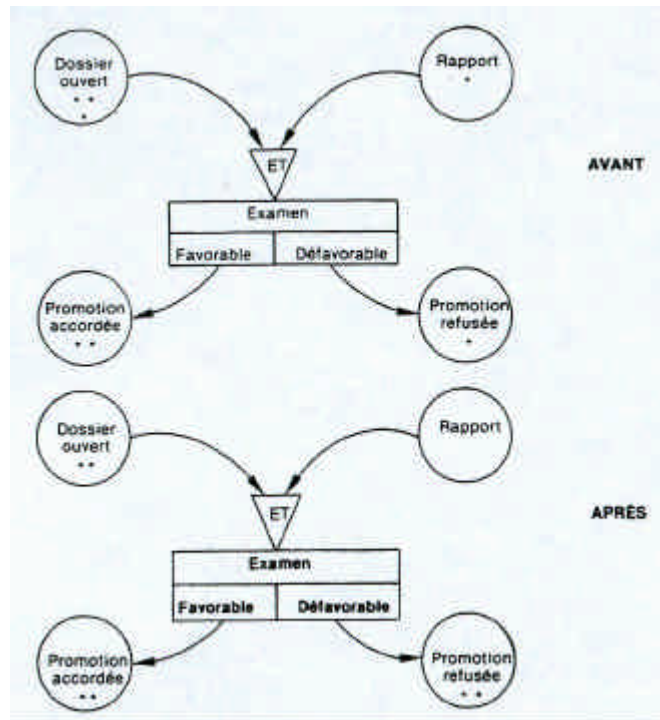 Dossier
ouvert
Rapport
ET
AVANT
Examen
Favorable
Défavorable
Promotion
accordée
Promotion
refusée
Dossier
ouvert
Rapport
ET
APRÈS
Examen
Favorable
Défavorable
Promotion
accordée
Promotion
refusée